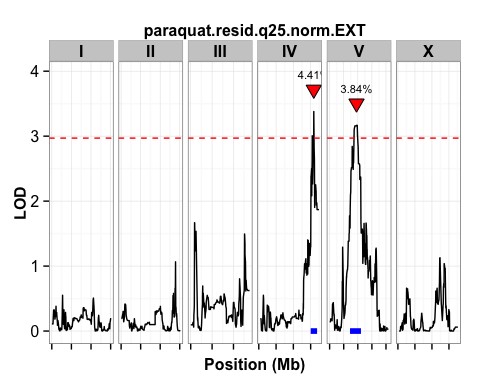 paraquat.resid.q25.norm.EXT
I II III IV V X
4.41%
3.84%
4
3
2
1
0
LOD
Position (Mb)